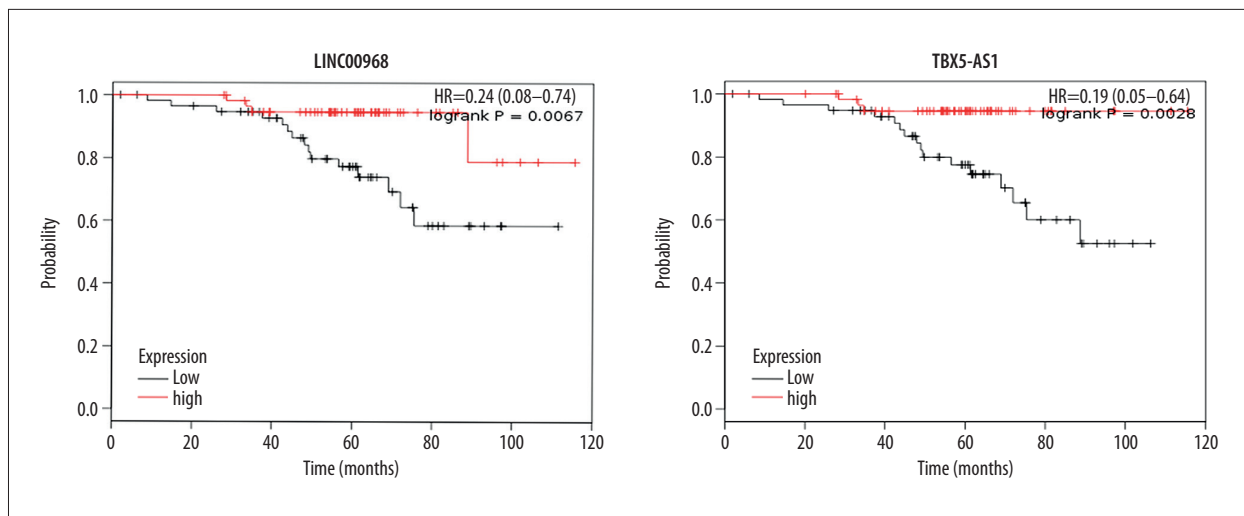 LINC00968
HR=0.24 (0.08–0.74)
logrank P = 0.0067
1.0
0.8
0.6
0.4
0.2
0.0
Probability
Expression
Low
high
0 20 40 60 80 100 120
Time (months)
TBX5-AS1
HR=0.19 (0.05–0.64)
logrank P = 0.0028
1.0
0.8
0.6
0.4
0.2
0.0
Probability
Expression
Low
high
0 20 40 60 80 100 120
Time (months)